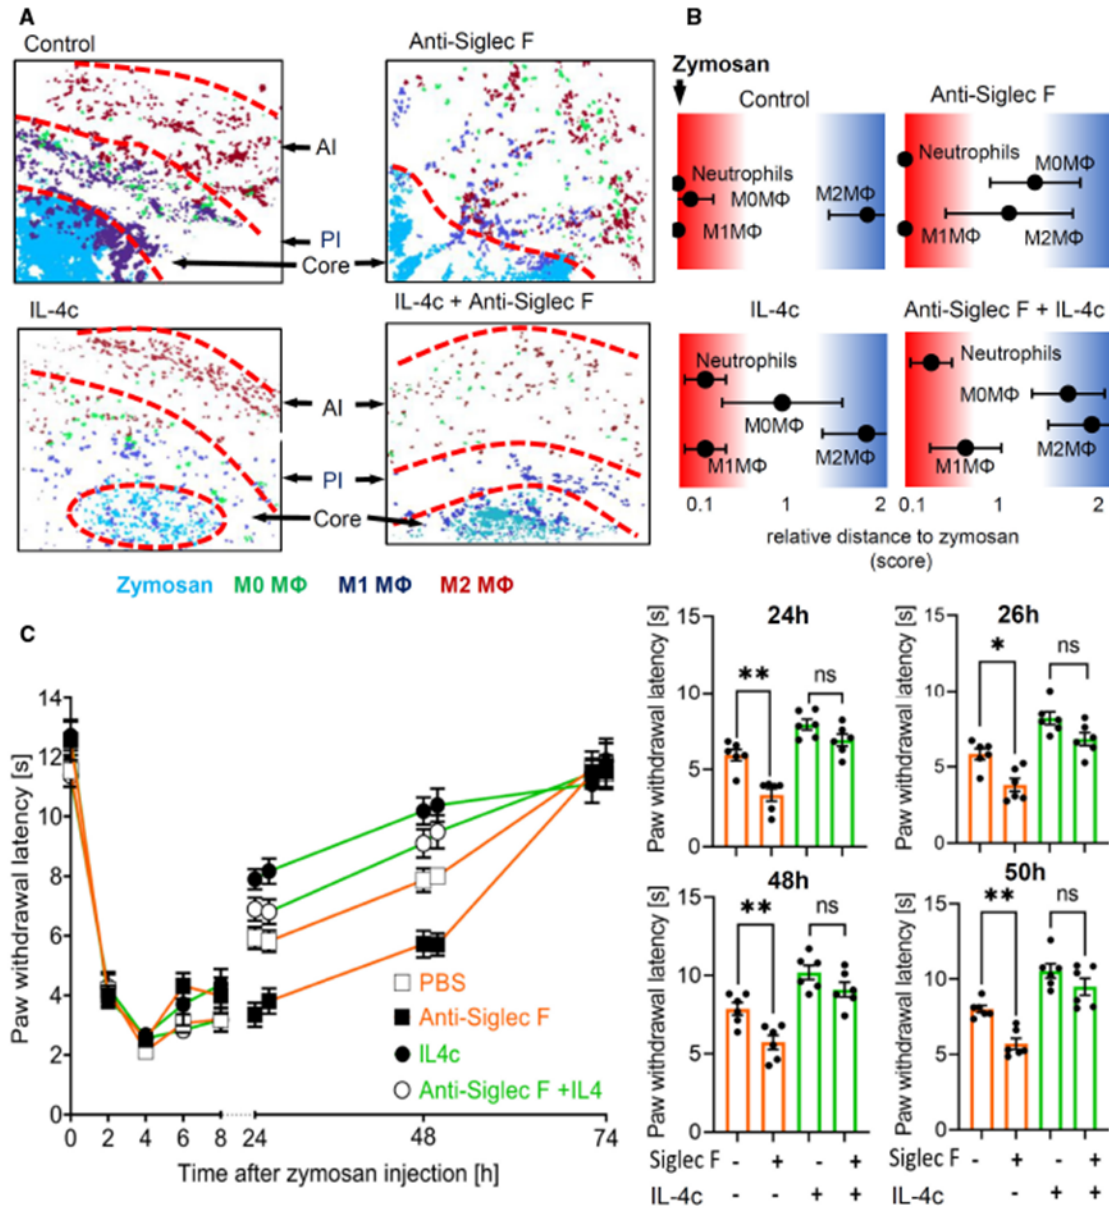 A
Control
Anti-Siglec F
AI
PI
Core
IL-4c
IL-4c + Anti-Siglec F
AI
PI
Core
Zymosan M0 MΦ M1 MΦ M2 MΦ
B
Zymosan
Control
Anti-Siglec F
Neutrophils
M0MΦ
M2MΦ
M1MΦ
Neutrophils
M0MΦ
M1MΦ
M2MΦ
IL-4c
Anti-Siglec F + IL-4c
Neutrophils
M0MΦ
M1MΦ
M2MΦ
Neutrophils
M0MΦ
M2MΦ
M1MΦ
0.1 1 2 0.1 1 2
relative distance to zymosan
(score)
C
Paw withdrawal latency [s]
14
12
10
8
6
4
2
0
0 2 4 6 8 24 48 74
Time after zymosan injection [h]
PBS
Anti-Siglec F
IL4c
Anti-Siglec F +IL4
24h
Paw withdrawal latency [s]
15
10
5
0
**
ns
26h
Paw withdrawal latency [s]
15
10
5
0
*
ns
48h
Paw withdrawal latency [s]
15
10
5
0
**
ns
50h
Paw withdrawal latency [s]
15
10
50
0
**
ns
Siglec F - + - +
IL-4c - - + +
Siglec F - + - +
IL-4c - + +